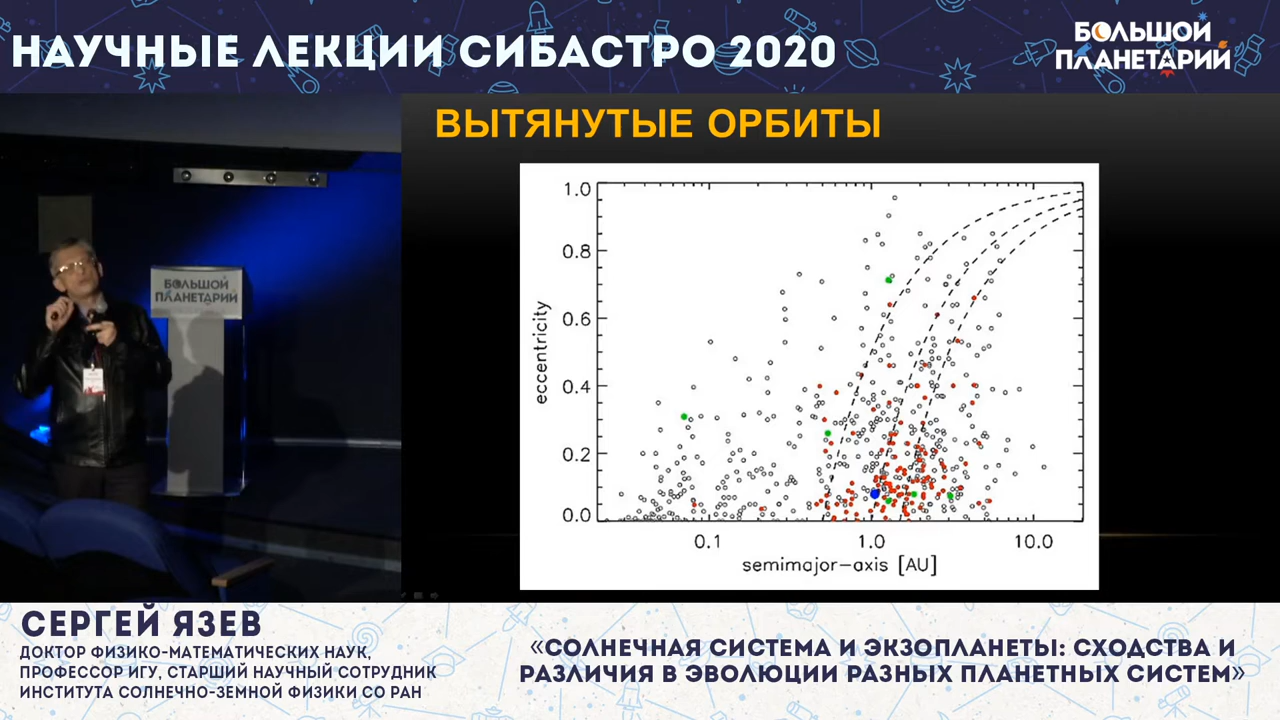 НАУЧНЫЕ ЛЕКЦИИ СИБАСТРО 2020
БОЛЬШОЙ
ПЛАНЕТАРИЙ
ВЫТЯНУТЫЕ ОРБИТЫ
БОЛЬШОЙ
ПЛАНЕТАРИЙ
eccentricity
1.0
0.8
0.6
0.4
0.2
0.0
0.1 1.0 10.0
semimajor-axis [AU]
СЕРГЕЙ ЯЗЕВ
ДОКТОР ФИЗИКО-МАТЕМАТИЧЕСКИХ НАУК,
ПРОФЕССОР ИГУ, СТАРШИЙ НАУЧНЫЙ СОТРУДНИК
ИНСТИТУТА СОЛНЕЧНО-ЗЕМНОЙ ФИЗИКИ СО РАН
«СОЛНЕЧНАЯ СИСТЕМА И ЭКЗОПЛАНЕТЫ: СХОДСТВА И
РАЗЛИЧИЯ В ЭВОЛЮЦИИ РАЗНЫХ ПЛАНЕТНЫХ СИСТЕМ»